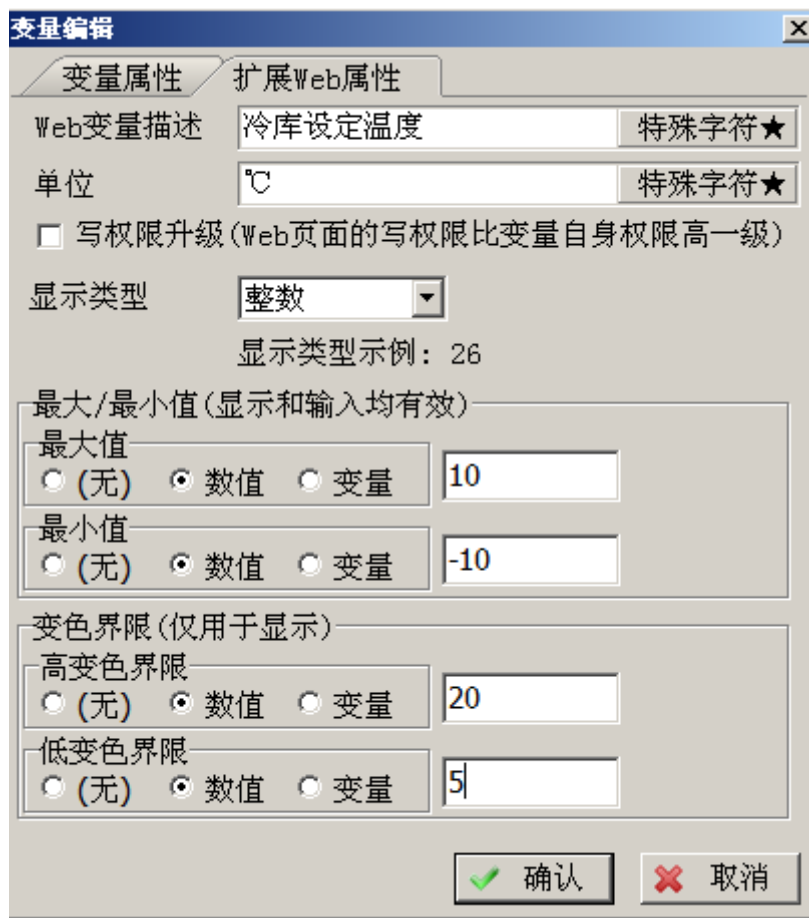 变量编辑
变量属性 扩展Web属性
Web变量描述 冷库设定温度 特殊字符★
单位 ℃ 特殊字符★
写权限升级(Web页面的写权限比变量自身权限高一级)
显示类型 整数
显示类型示例: 26
最大/最小值(显示和输入均有效)
最大值
(无) 数值 变量 10
最小值
(无) 数值 变量 -10
变色界限(仅用于显示)
高变色界限
(无) 数值 变量 20
低变色界限
(无) 数值 变量 5
确认 取消